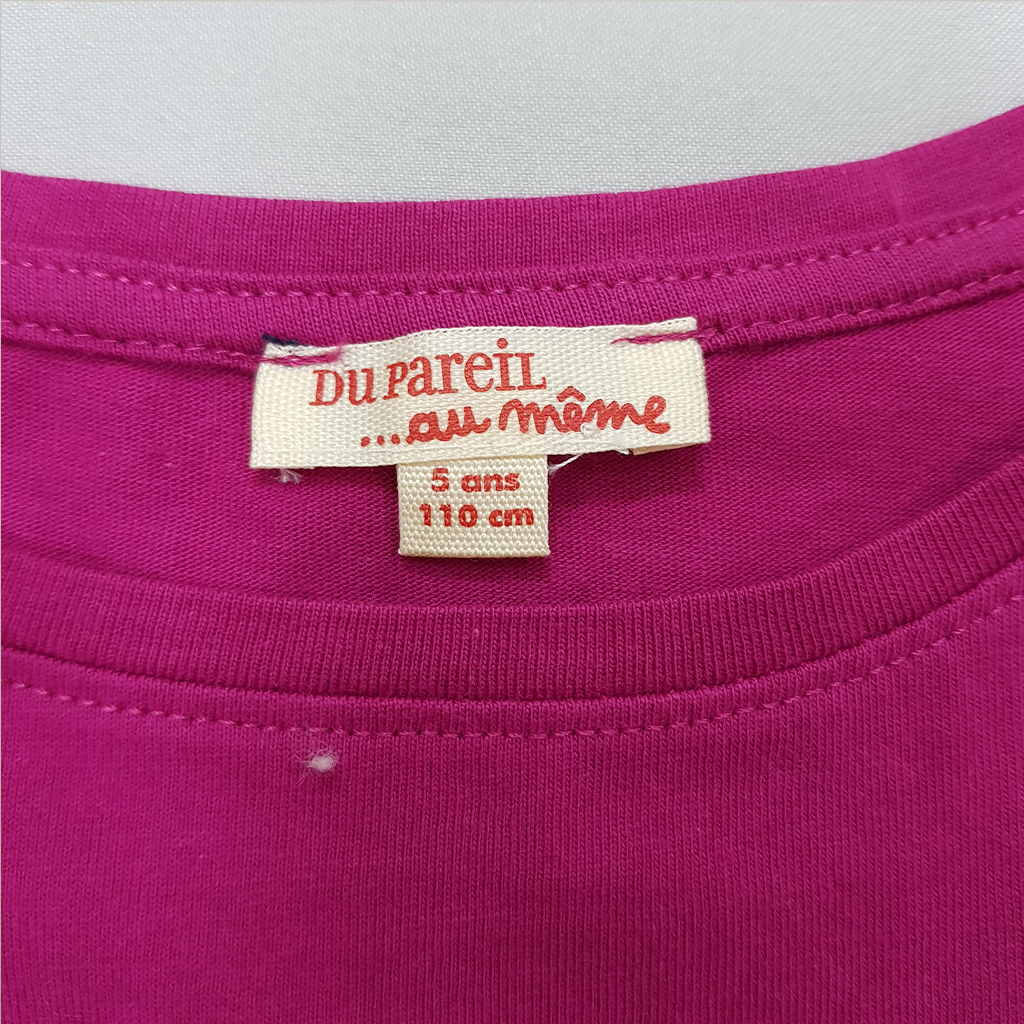 Du Pareil
...au même
5 ans
110 cm